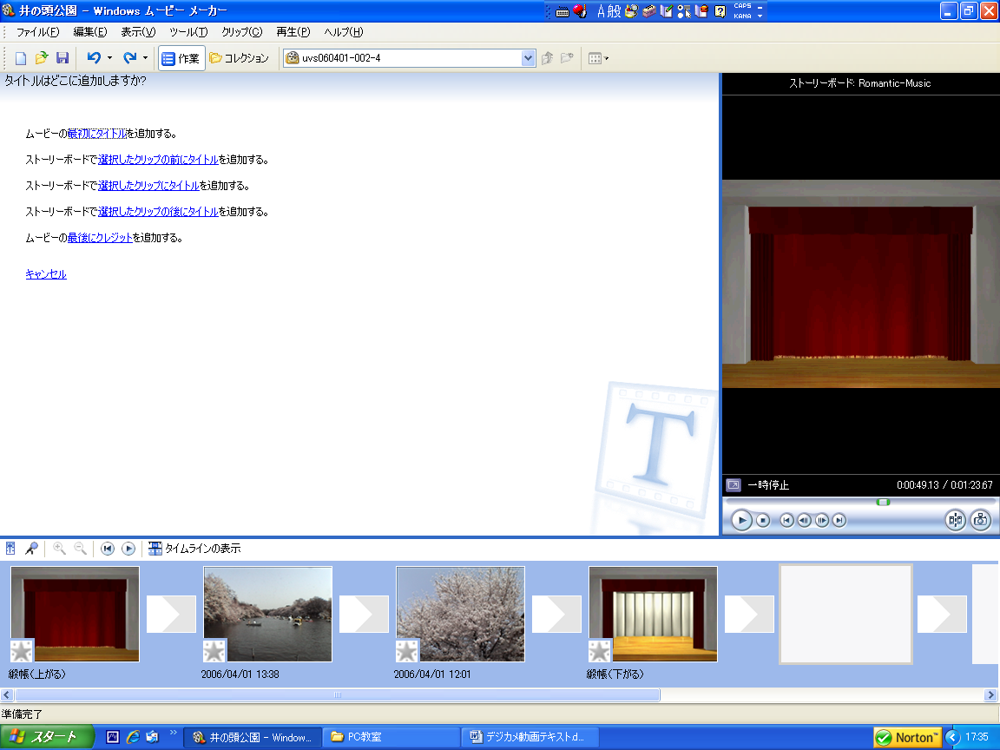 井の頭公園 - Windows ムービー メーカー
A般
CAPS
KANA
ファイル(F) 編集(E) 表示(V) ツール(T) クリップ(C) 再生(P) ヘルプ(H)
作業 コレクション uvs060401-002-4
タイトルはどこに追加しますか?
ムービーの最初にタイトルを追加する。
ストーリーボードで選択したクリップの前にタイトルを追加する。
ストーリーボードで選択したクリップにタイトルを追加する。
ストーリーボードで選択したクリップの後にタイトルを追加する。
ムービーの最後にクレジットを追加する。
キャンセル
T
ストーリーボード: Romantic-Music
一時停止 0:00:49.13 / 0:01:23.67
タイムラインの表示
緞帳(上がる) 2006/04/01 13:38 2006/04/01 12:01 緞帳(下がる)
準備完了
スタート 井の頭公園 - Window... PC教室 デジカメ動画テキスト.d... Norton™ 17:35